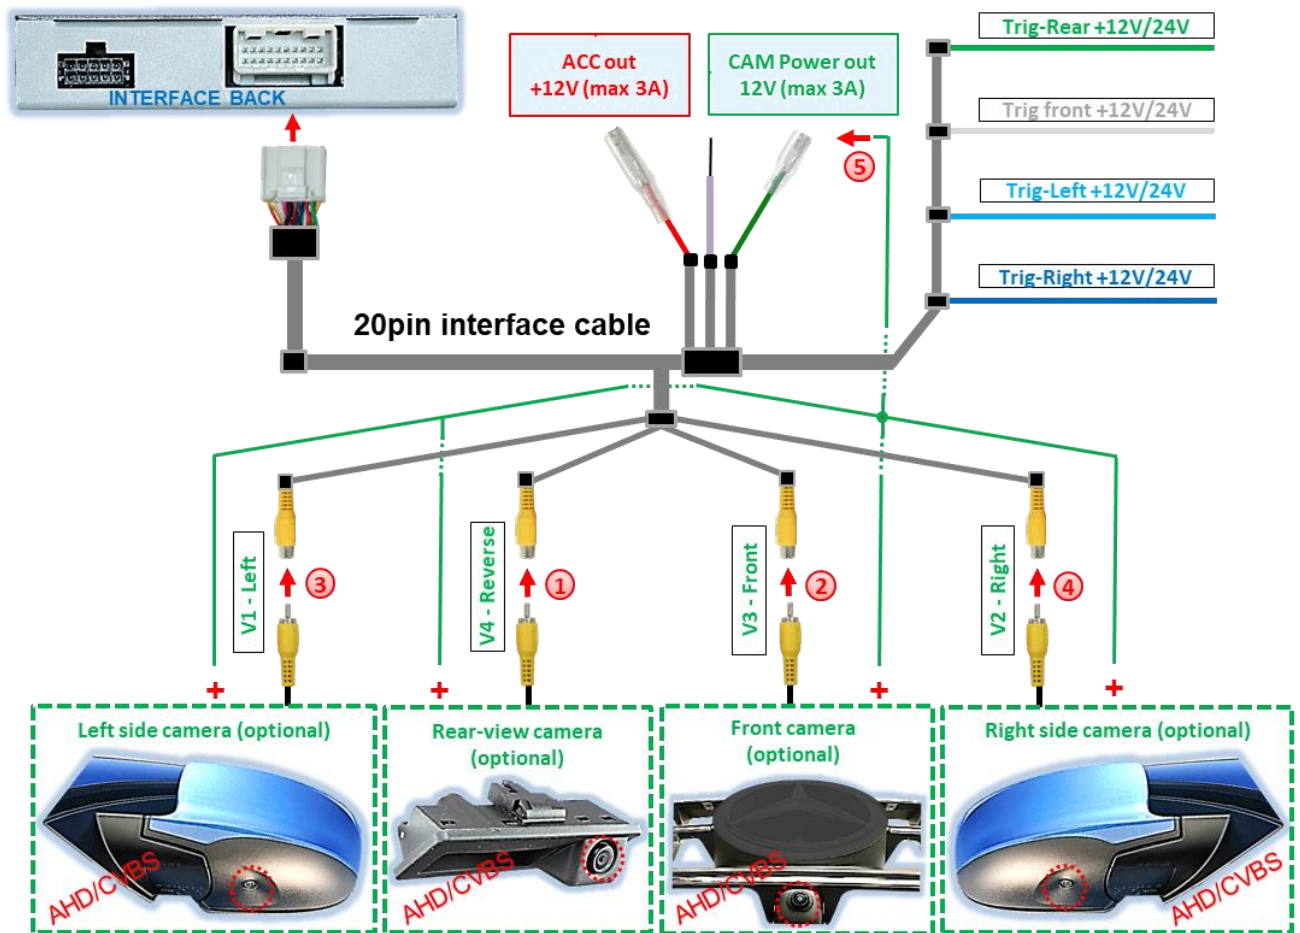 INTERFACE BACK
ACC out
+12V (max 3A)
CAM Power out
12V (max 3A)
5
Trig-Rear +12V/24V
Trig front +12V/24V
Trig-Left +12V/24V
Trig-Right +12V/24V
20pin interface cable
V1 - Left
3
V4 - Reverse
1
V3 - Front
2
V2 - Right
4
+
+
+
+
Left side camera (optional)
AHD/CVBS
Rear-view camera
(optional)
AHD/CVBS
Front camera
(optional)
AHD/CVBS
Right side camera (optional)
AHD/CVBS